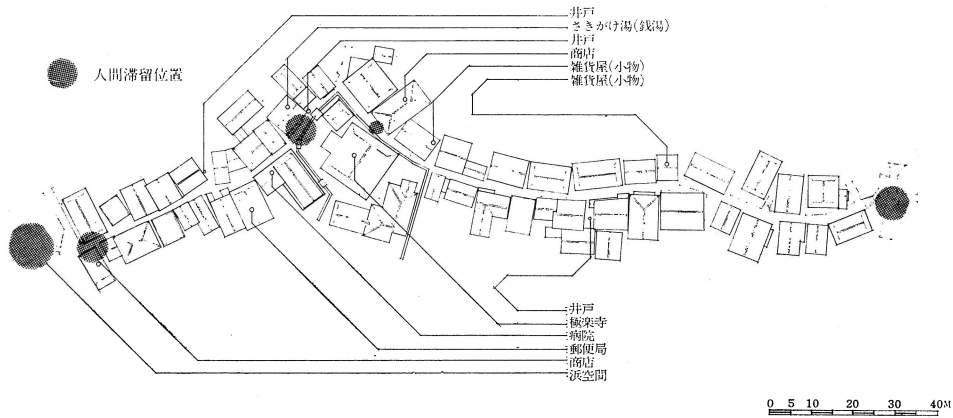 井戸
さきがけ湯(銭湯)
井戸
商店
雑貨屋(小物)
雑貨屋(小物)
人間滞留位置
井戸
極楽寺
病院
郵便局
商店
浜空間
0 5 10 20 30 40M